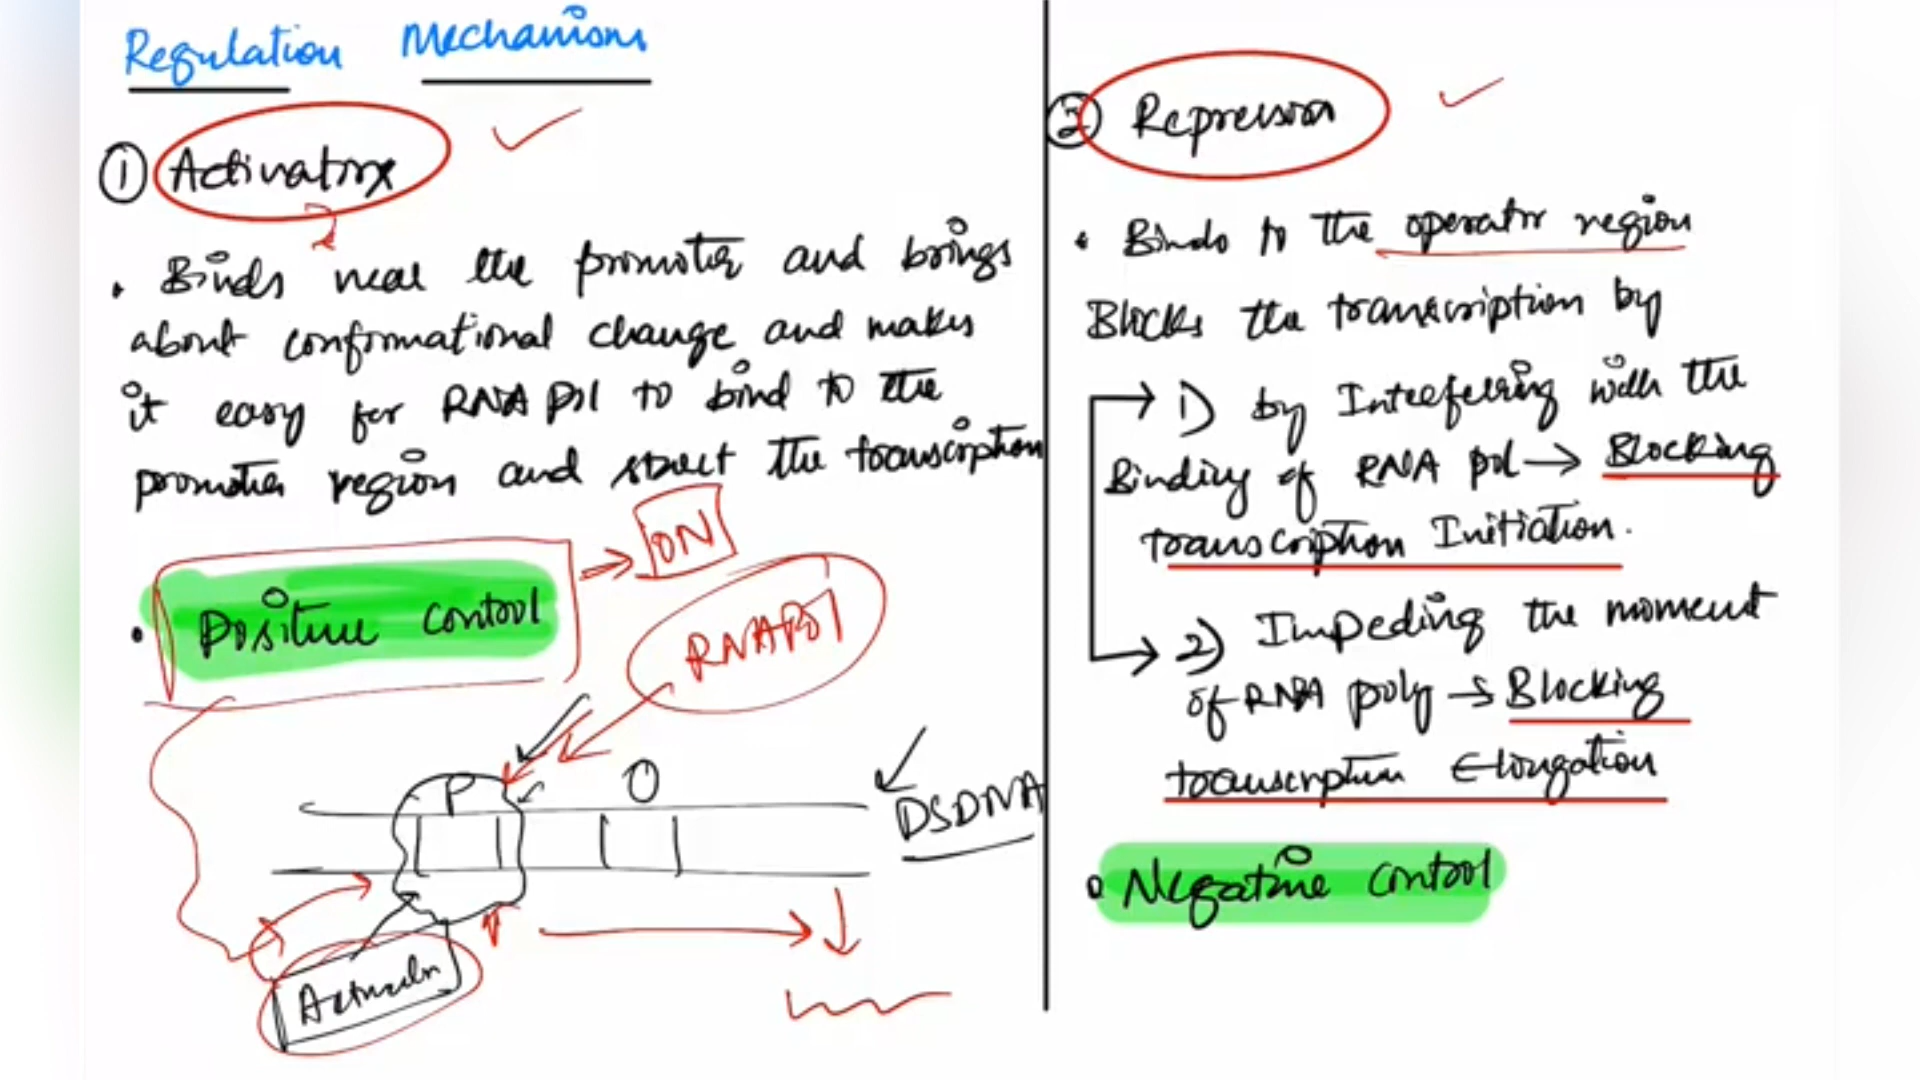 Regulation Mechanisms
① Activators
• Binds near the promoter and brings
about conformational change and makes
it easy for RNA Pol to bind to the
promoter region and start the transcription
• Positive control
ON
RNAPOl
P
O
DSDNA
② Repressors
• Binds to the operator region
Blocks the transcription by
1) by Interfering with the
Binding of RNA pol → Blocking
transcription Initiation.
2) Impeding the moment
of RNA poly → Blocking
transcription Elongation
• Negative control